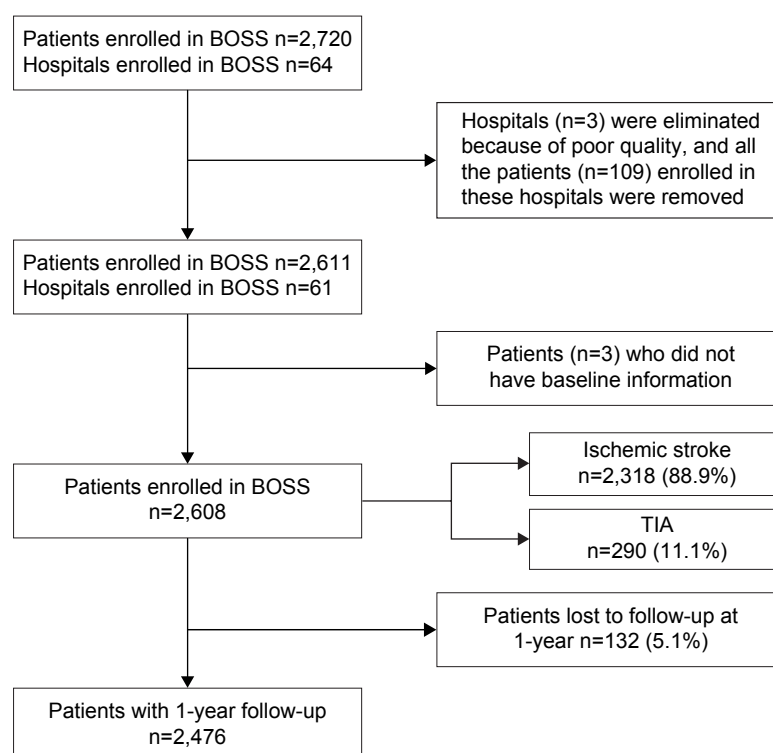 Patients enrolled in BOSS n=2,720
Hospitals enrolled in BOSS n=64
Hospitals (n=3) were eliminated
because of poor quality, and all
the patients (n=109) enrolled in
these hospitals were removed
Patients enrolled in BOSS n=2,611
Hospitals enrolled in BOSS n=61
Patients (n=3) who did not
have baseline information
Patients enrolled in BOSS
n=2,608
Ischemic stroke
n=2,318 (88.9%)
TIA
n=290 (11.1%)
Patients lost to follow-up at
1-year n=132 (5.1%)
Patients with 1-year follow-up
n=2,476